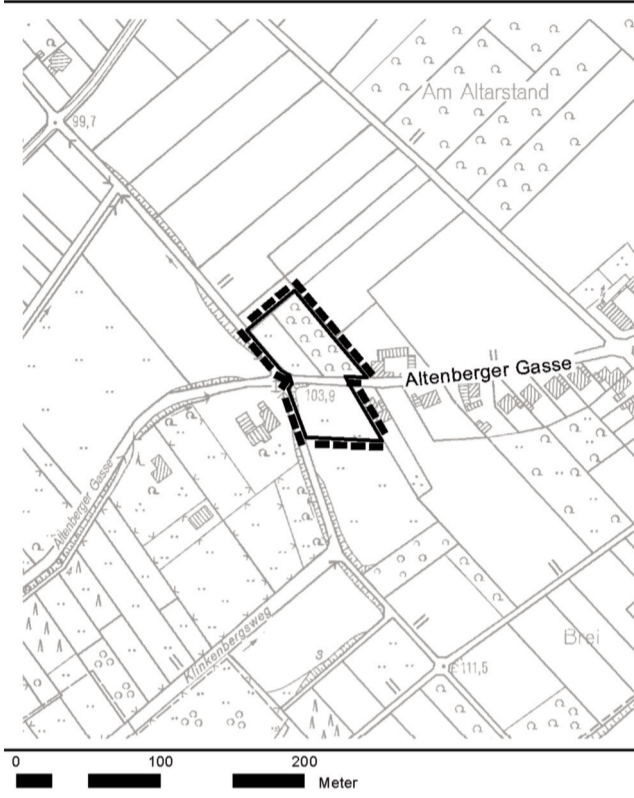 Am Altarstand
99,7
Altenberger Gasse
103,9
Altenberger Gasse
Klinkenbergsweg
Brei
111,5
0 100 200
Meter